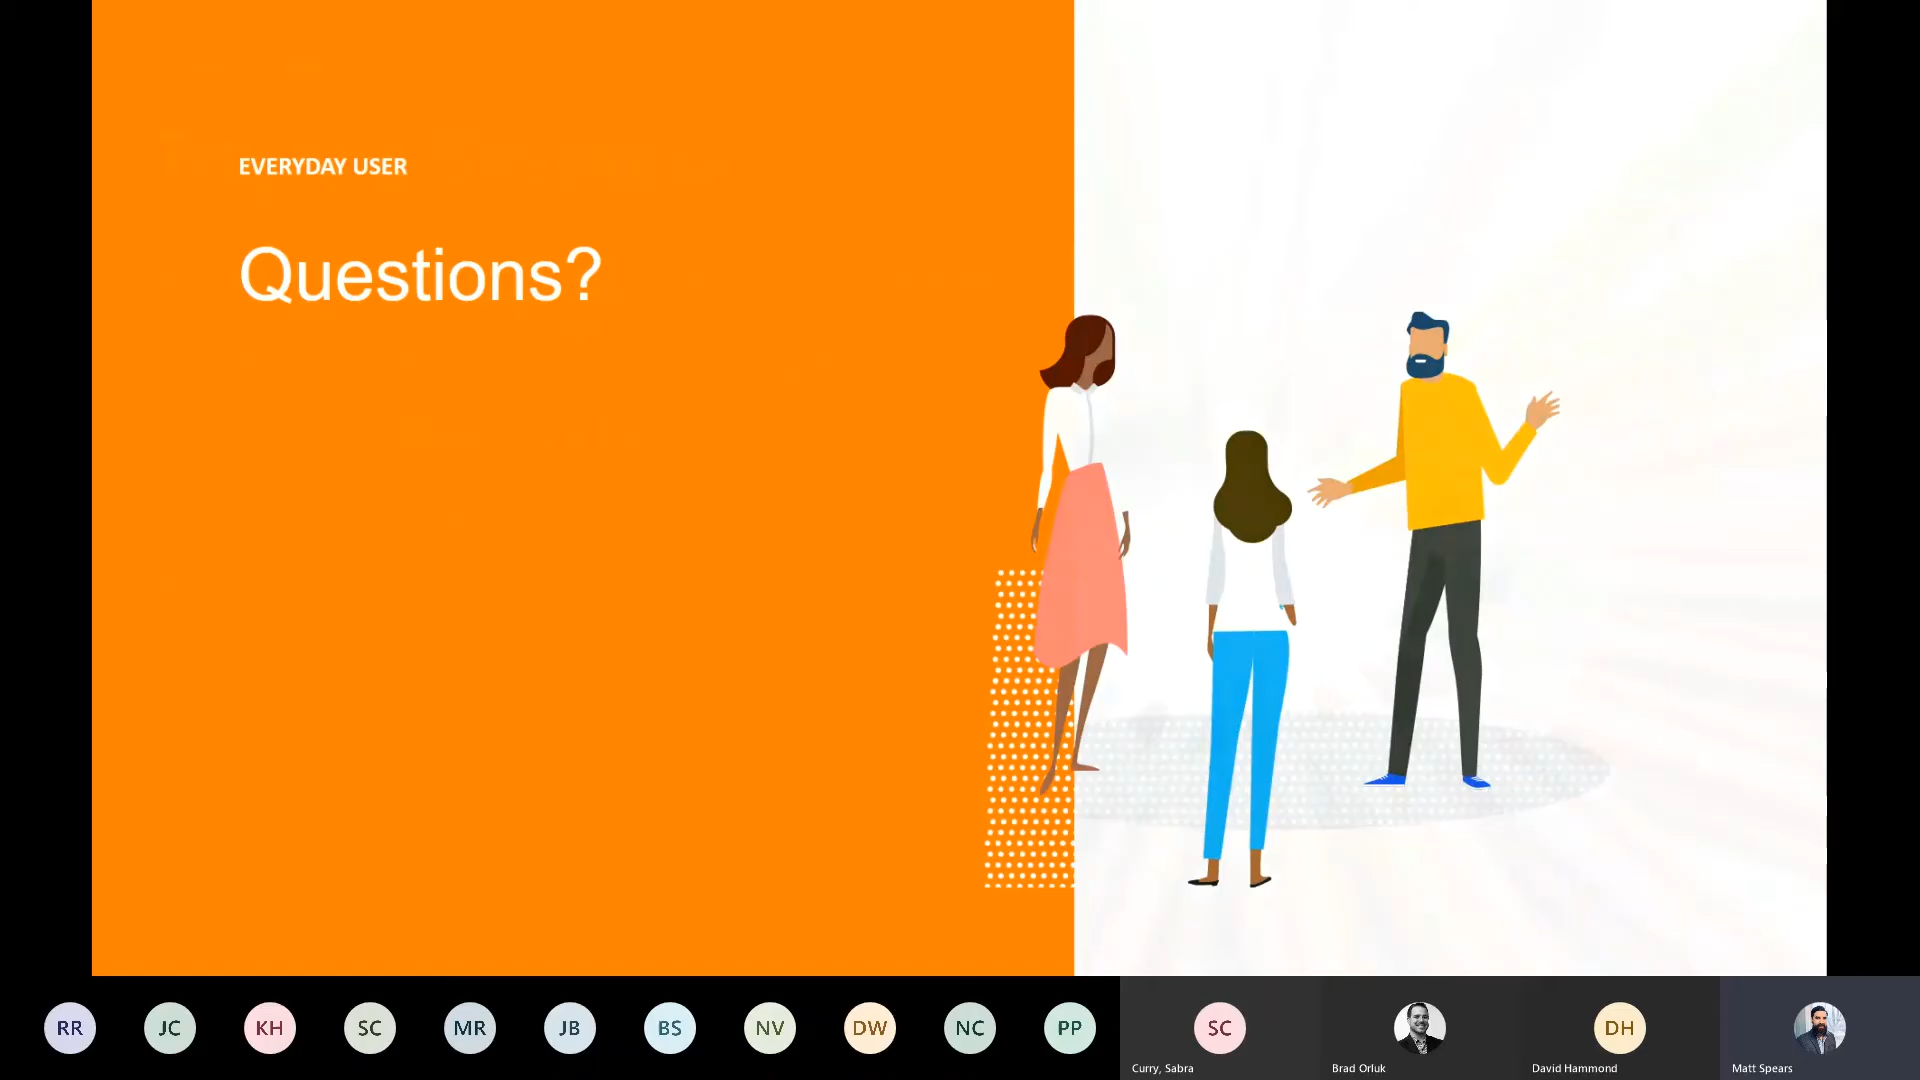 EVERYDAY USER
Questions?
RR
JC
KH
SC
MR
JB
BS
NV
DW
NC
PP
SC
DH
Curry, Sabra
Brad Orluk
David Hammond
Matt Spears